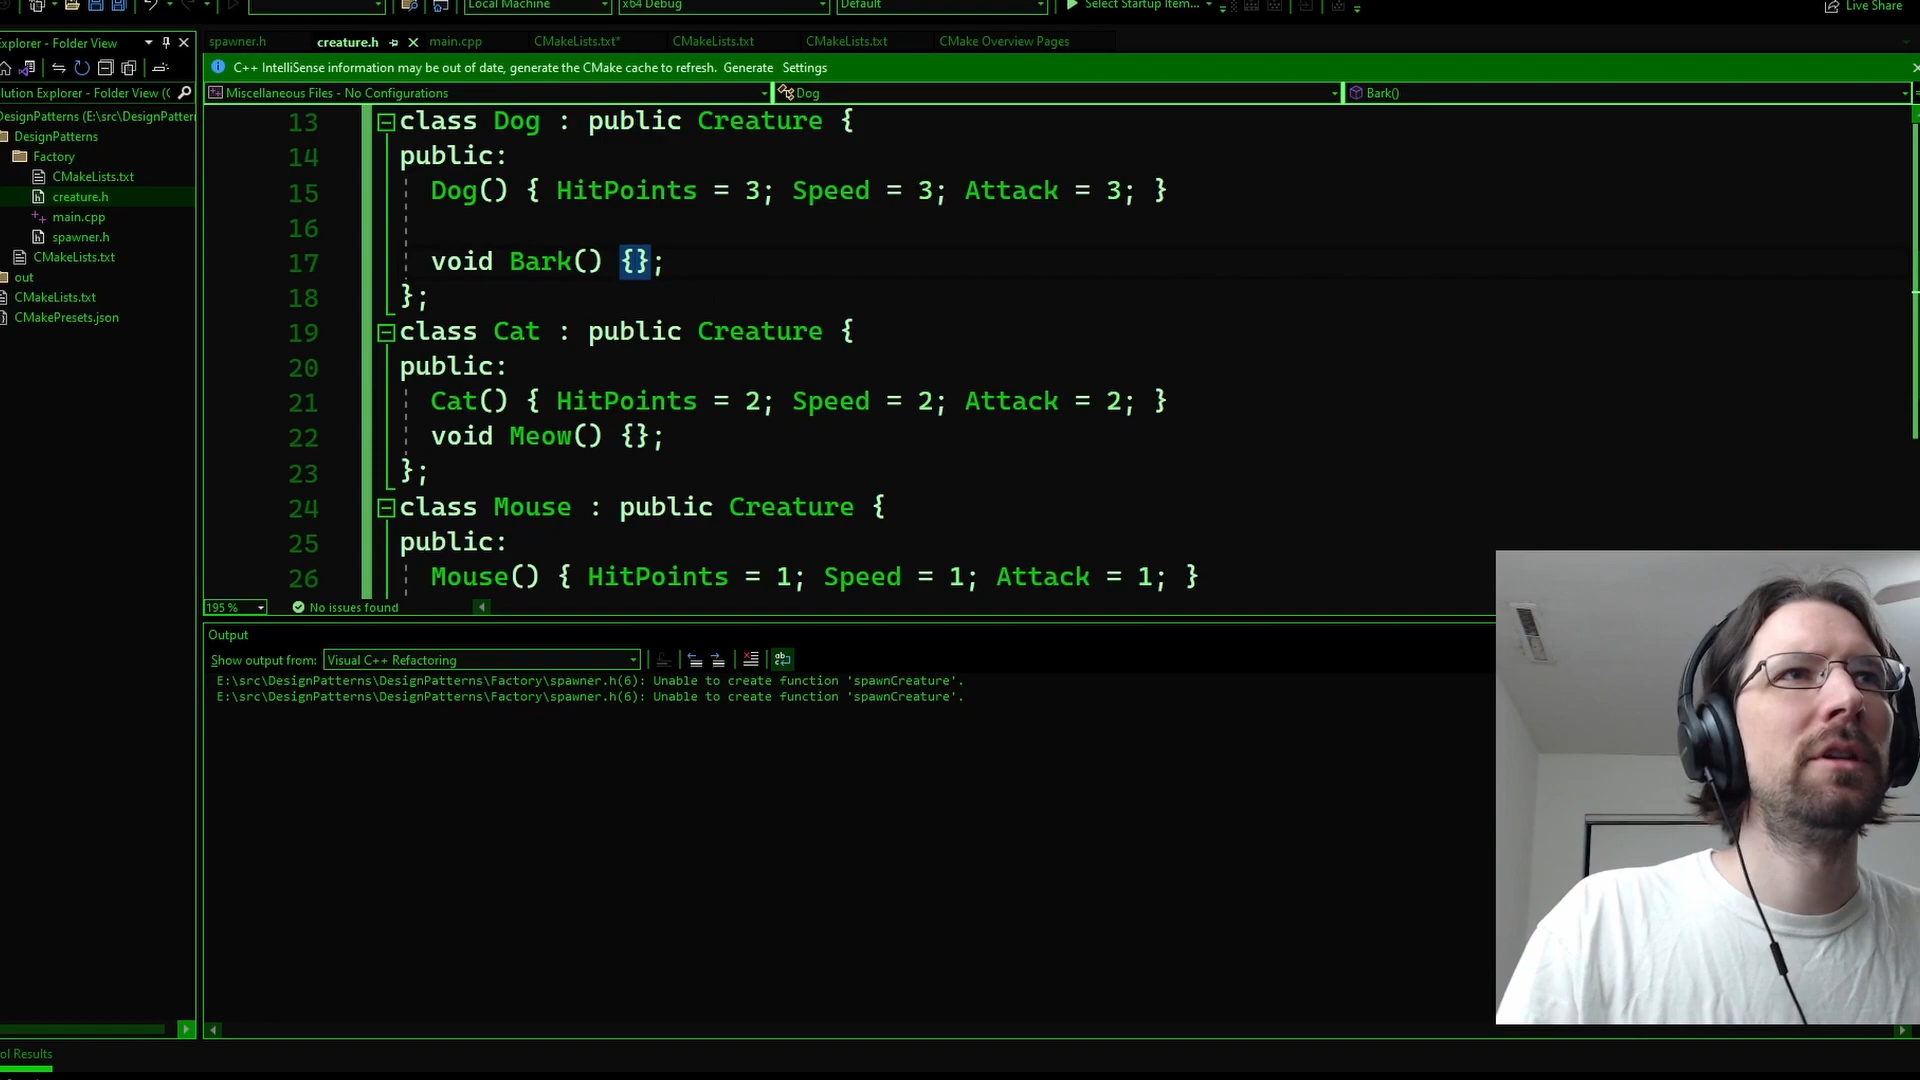 Local Machine
x64 Debug
Default
Select Startup Item...
Live Share
Explorer - Folder View
spawner.h
creature.h
main.cpp
CMakeLists.txt*
CMakeLists.txt
CMakeLists.txt
CMake Overview Pages
C++ IntelliSense information may be out of date, generate the CMake cache to refresh. Generate Settings
lution Explorer - Folder View (
Miscellaneous Files - No Configurations
Dog
Bark()
DesignPatterns (E:\src\DesignPattern
DesignPatterns
Factory
CMakeLists.txt
creature.h
main.cpp
spawner.h
CMakeLists.txt
out
CMakeLists.txt
CMakePresets.json
13 class Dog : public Creature {
14 public:
15 Dog() { HitPoints = 3; Speed = 3; Attack = 3; }
16
17 void Bark() {};
18 };
19 class Cat : public Creature {
20 public:
21 Cat() { HitPoints = 2; Speed = 2; Attack = 2; }
22 void Meow() {};
23 };
24 class Mouse : public Creature {
25 public:
26 Mouse() { HitPoints = 1; Speed = 1; Attack = 1; }
195 %
No issues found
Output
Show output from: Visual C++ Refactoring
E:\src\DesignPatterns\DesignPatterns\Factory\spawner.h(6): Unable to create function 'spawnCreature'.
E:\src\DesignPatterns\DesignPatterns\Factory\spawner.h(6): Unable to create function 'spawnCreature'.
ol Results